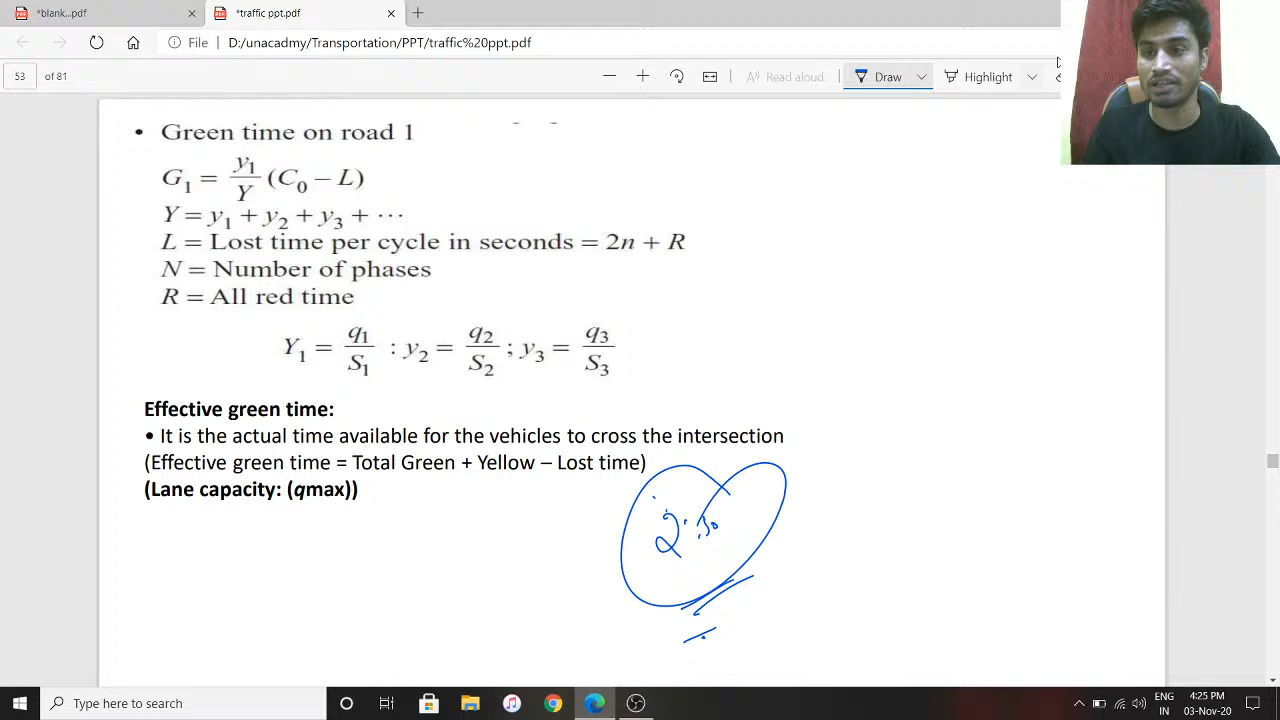 *blank..pdf
*traffic ppt.pdf
File D:/unacadmy/Transportation/PPT/traffic%20ppt.pdf
53 of 81
Read aloud Draw Highlight
• Green time on road 1
G1 = y1/Y (C0 − L)
Y = y1 + y2 + y3 + ⋯
L = Lost time per cycle in seconds = 2n + R
N = Number of phases
R = All red time
Y1 = q1/S1 : y2 = q2/S2 ; y3 = q3/S3
Effective green time:
• It is the actual time available for the vehicles to cross the intersection
(Effective green time = Total Green + Yellow – Lost time)
(Lane capacity: (qmax))
2:30
Type here to search
ENG
IN
4:25 PM
03-Nov-20